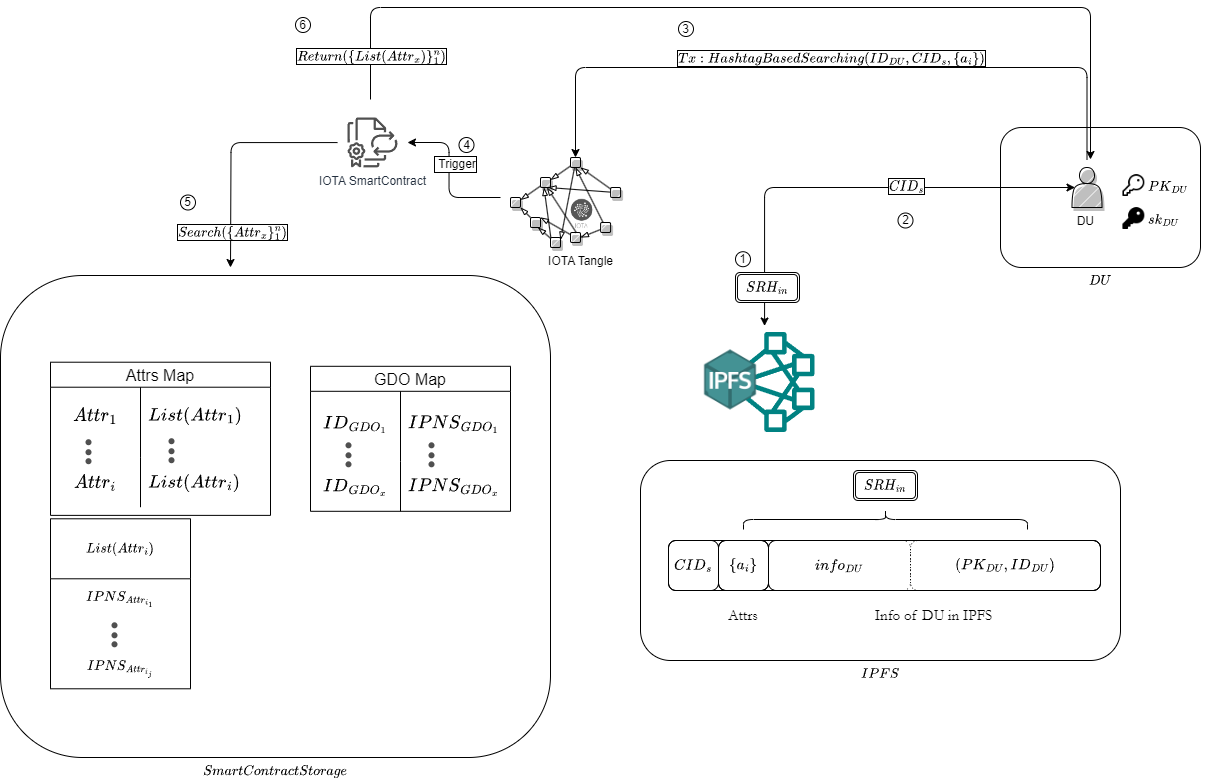 ⑥
Return({List(Attr_x)}_1^n)
③
Tx : HashtagBasedSearching(ID_{DU}, CID_s, {a_i})
④
Trigger
IOTA SmartContract
IOTA
IOTA Tangle
⑤
Search({Attr_x}_1^n)
CID_s
②
PK_{DU}
sk_{DU}
DU
DU
①
SRH_{in}
IPFS
Attrs Map
Attr_1
List(Attr_1)
Attr_i
List(Attr_i)
GDO Map
ID_{GDO_1}
IPNS_{GDO_1}
ID_{GDO_x}
IPNS_{GDO_x}
List(Attr_i)
IPNS_{Attr_{i_1}}
IPNS_{Attr_{i_j}}
SmartContractStorage
SRH_{in}
CID_s
{a_i}
info_{DU}
(PK_{DU}, ID_{DU})
Attrs
Info of DU in IPFS
IPFS